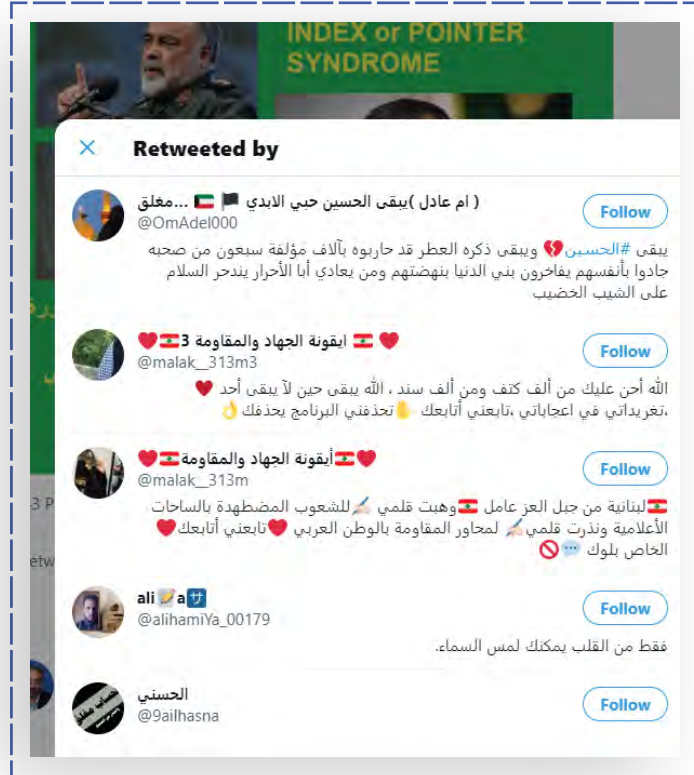 INDEX or POINTER
SYNDROME
Retweeted by
( ام عادل )يبقى الحسين حبي الابدي 🏴 🇰🇼 ...مغلق
@OmAdel000
Follow
يبقى #الحسين💔 ويبقى ذكره العطر قد حاربوه بآلاف مؤلفة سبعون من صحبه
جادوا بأنفسهم يفاخرون بني الدنيا بنهضتهم ومن يعادي أبا الأحرار يندحر السلام
على الشيب الخضيب
❤️ 🇱🇧 ايقونة الجهاد والمقاومة 3🇱🇧❤️
@malak__313m3
Follow
الله أحن عليك من ألف كتف ومن ألف سند ، الله يبقى حين لآ يبقى أحد ♥️
،تغريداتي في اعجاباتي ،تابعني أتابعك ✋تحذفني البرنامج يحذفك👌
❤️🇱🇧أيقونة الجهاد والمقاومة🇱🇧❤️
@malak__313m
Follow
🇱🇧لبنانية من جبل العز عامل 🇱🇧وهبت قلمي ✍🏻للشعوب المضطهدة بالساحات
الأعلامية ونذرت قلمي✍🏻 لمحاور المقاومة بالوطن العربي ❤️تابعني أتابعك❤️
الخاص بلوك 💬🚫
ali📝a🈂️
@alihamiYa_00179
Follow
فقط من القلب يمكنك لمس السماء.
الحسني
@9ailhasna
Follow
حساب مغلق